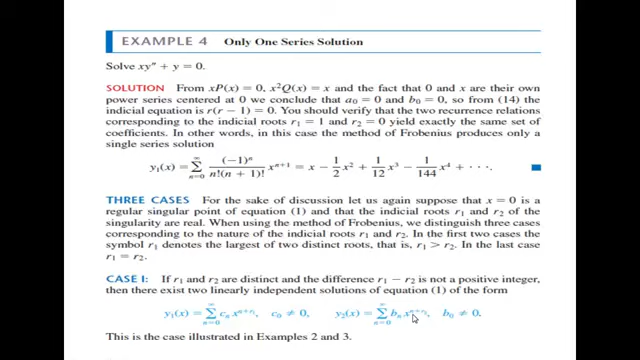 EXAMPLE 4 Only One Series Solution
Solve xy″ + y = 0.
SOLUTION From xP(x) = 0, x²Q(x) = x and the fact that 0 and x are their own
power series centered at 0 we conclude that a₀ = 0 and b₀ = 0, so from (14) the
indicial equation is r(r − 1) = 0. You should verify that the two recurrence relations
corresponding to the indicial roots r₁ = 1 and r₂ = 0 yield exactly the same set of
coefficients. In other words, in this case the method of Frobenius produces only a
single series solution
y₁(x) = ∑_{n=0}^{∞} (−1)ⁿ / n!(n + 1)! xⁿ⁺¹ = x − 1/2 x² + 1/12 x³ − 1/144 x⁴ + · · · .
THREE CASES For the sake of discussion let us again suppose that x = 0 is a
regular singular point of equation (1) and that the indicial roots r₁ and r₂ of the
singularity are real. When using the method of Frobenius, we distinguish three cases
corresponding to the nature of the indicial roots r₁ and r₂. In the first two cases the
symbol r₁ denotes the largest of two distinct roots, that is, r₁ > r₂. In the last case
r₁ = r₂.
CASE I: If r₁ and r₂ are distinct and the difference r₁ − r₂ is not a positive integer,
then there exist two linearly independent solutions of equation (1) of the form
y₁(x) = ∑_{n=0}^{∞} cₙ x^{n+r₁}, c₀ ≠ 0, y₂(x) = ∑_{n=0}^{∞} bₙ x^{n+r₂}, b₀ ≠ 0,
This is the case illustrated in Examples 2 and 3.